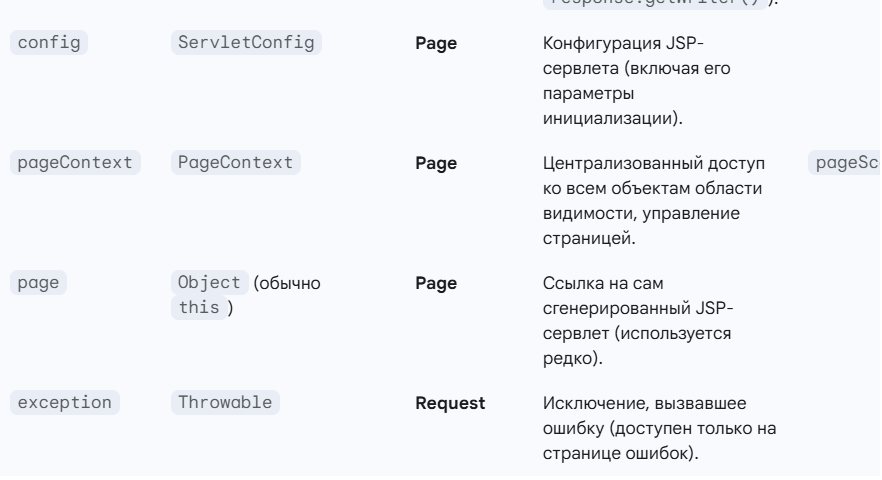 response.getWriter() ).
config ServletConfig Page Конфигурация JSP-
сервлета (включая его
параметры
инициализации).
pageContext PageContext Page Централизованный доступ pageSc
ко всем объектам области
видимости, управление
страницей.
page Object (обычно Page Ссылка на сам
this ) сгенерированный JSP-
сервлет (используется
редко).
exception Throwable Request Исключение, вызвавшее
ошибку (доступен только на
странице ошибок).